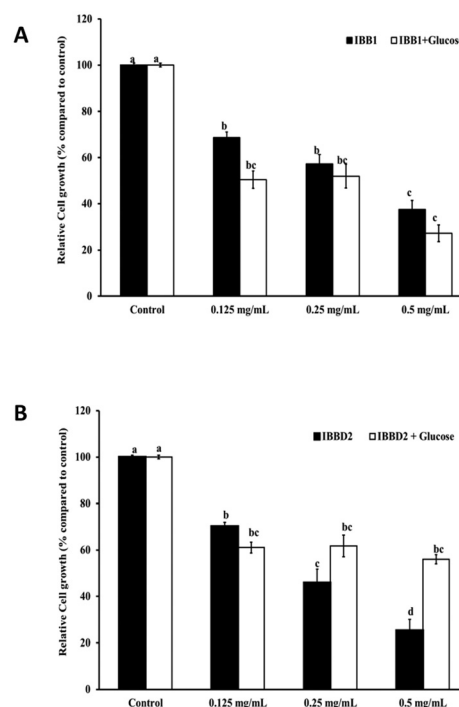 A
IBB1 IBB1+Glucose
Relative Cell growth (% compared to control)
120
100
80
60
40
20
0
a a
b
bc
b
bc
c
c
Control 0.125 mg/mL 0.25 mg/mL 0.5 mg/mL
B
IBBD2 IBBD2 + Glucose
Relative Cell growth (% compared to control)
120
100
80
60
40
20
0
a a
b
bc
c
bc
d
bc
Control 0.125 mg/mL 0.25 mg/mL 0.5 mg/mL